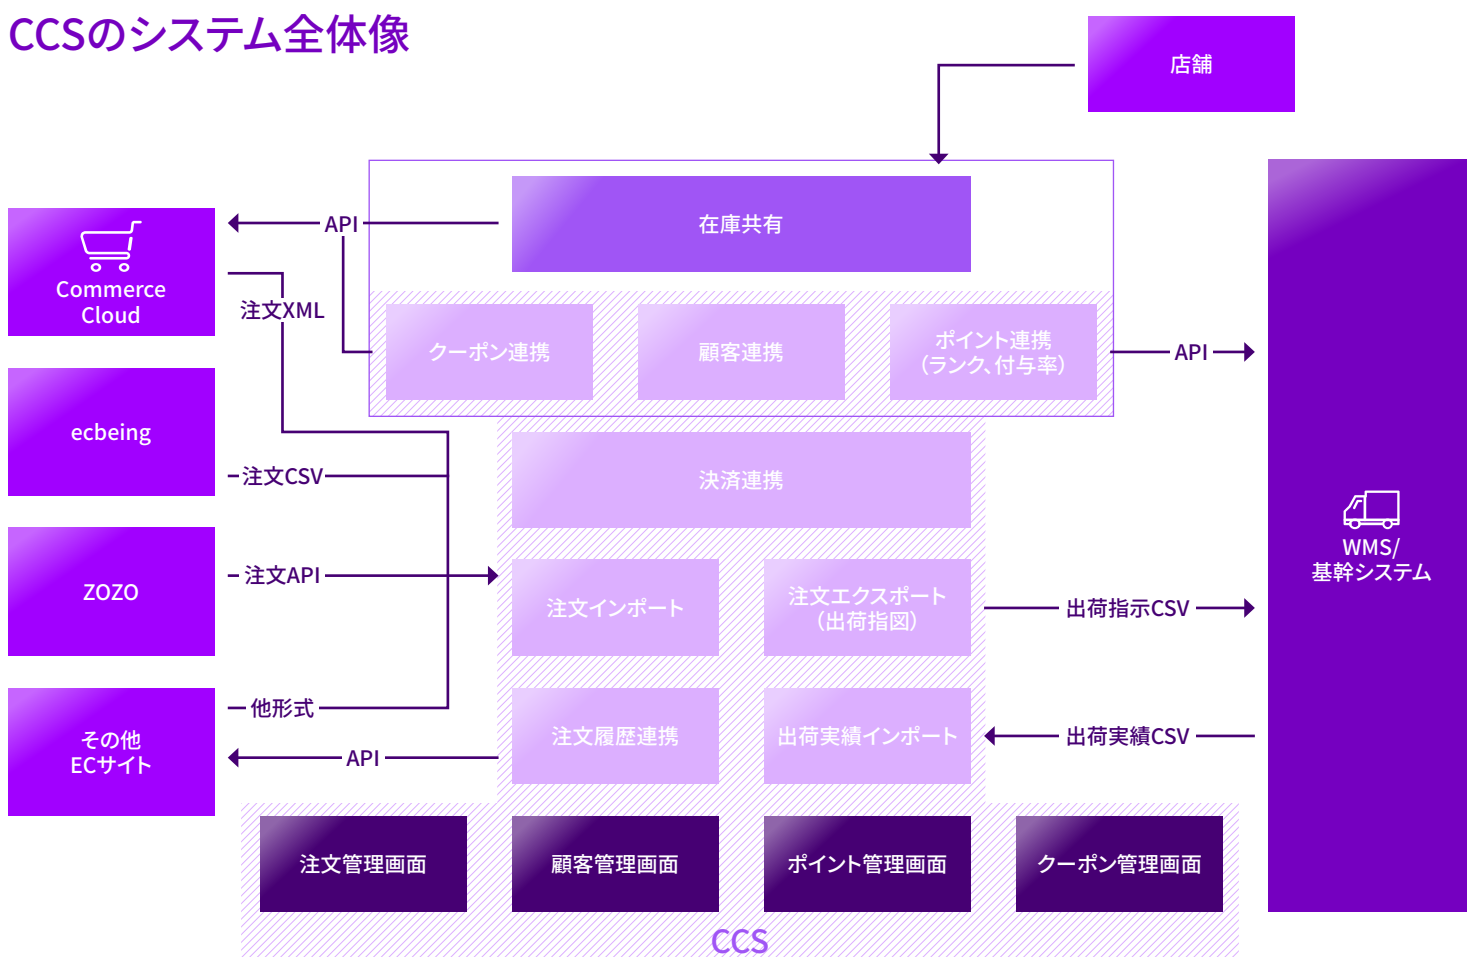 CCSのシステム全体像
店舗
在庫共有
API
Commerce
Cloud
注文XML
クーポン連携
顧客連携
ポイント連携
（ランク、付与率）
API
ecbeing
注文CSV
決済連携
WMS/
基幹システム
ZOZO
注文API
注文インポート
注文エクスポート
（出荷指図）
出荷指示CSV
その他
ECサイト
他形式
API
注文履歴連携
出荷実績インポート
出荷実績CSV
注文管理画面
顧客管理画面
ポイント管理画面
クーポン管理画面
CCS